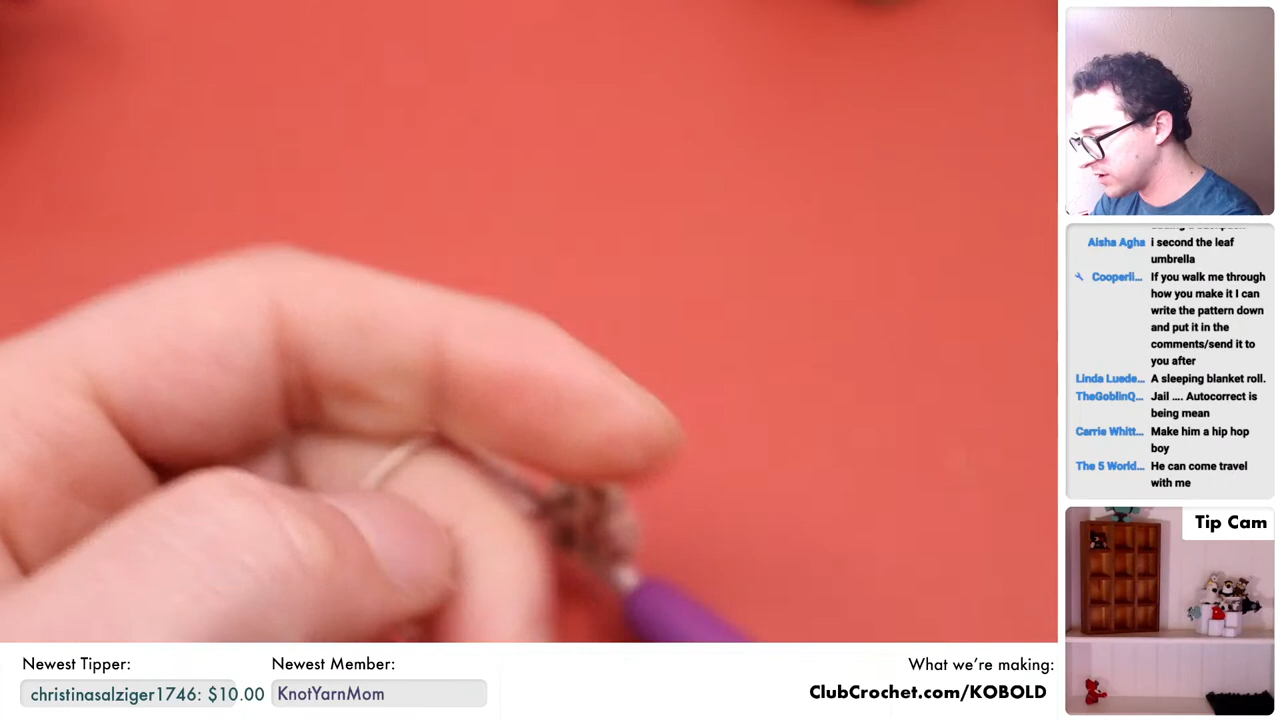 Aisha Agha i second the leaf
umbrella
Cooperli... If you walk me through
how you make it I can
write the pattern down
and put it in the
comments/send it to
you after
Linda Luede... A sleeping blanket roll.
TheGoblinQ... Jail .... Autocorrect is
being mean
Carrie Whitt... Make him a hip hop
boy
The 5 World... He can come travel
with me
Tip Cam
Newest Tipper:
christinasalziger1746: $10.00
Newest Member:
KnotYarnMom
What we're making:
ClubCrochet.com/KOBOLD